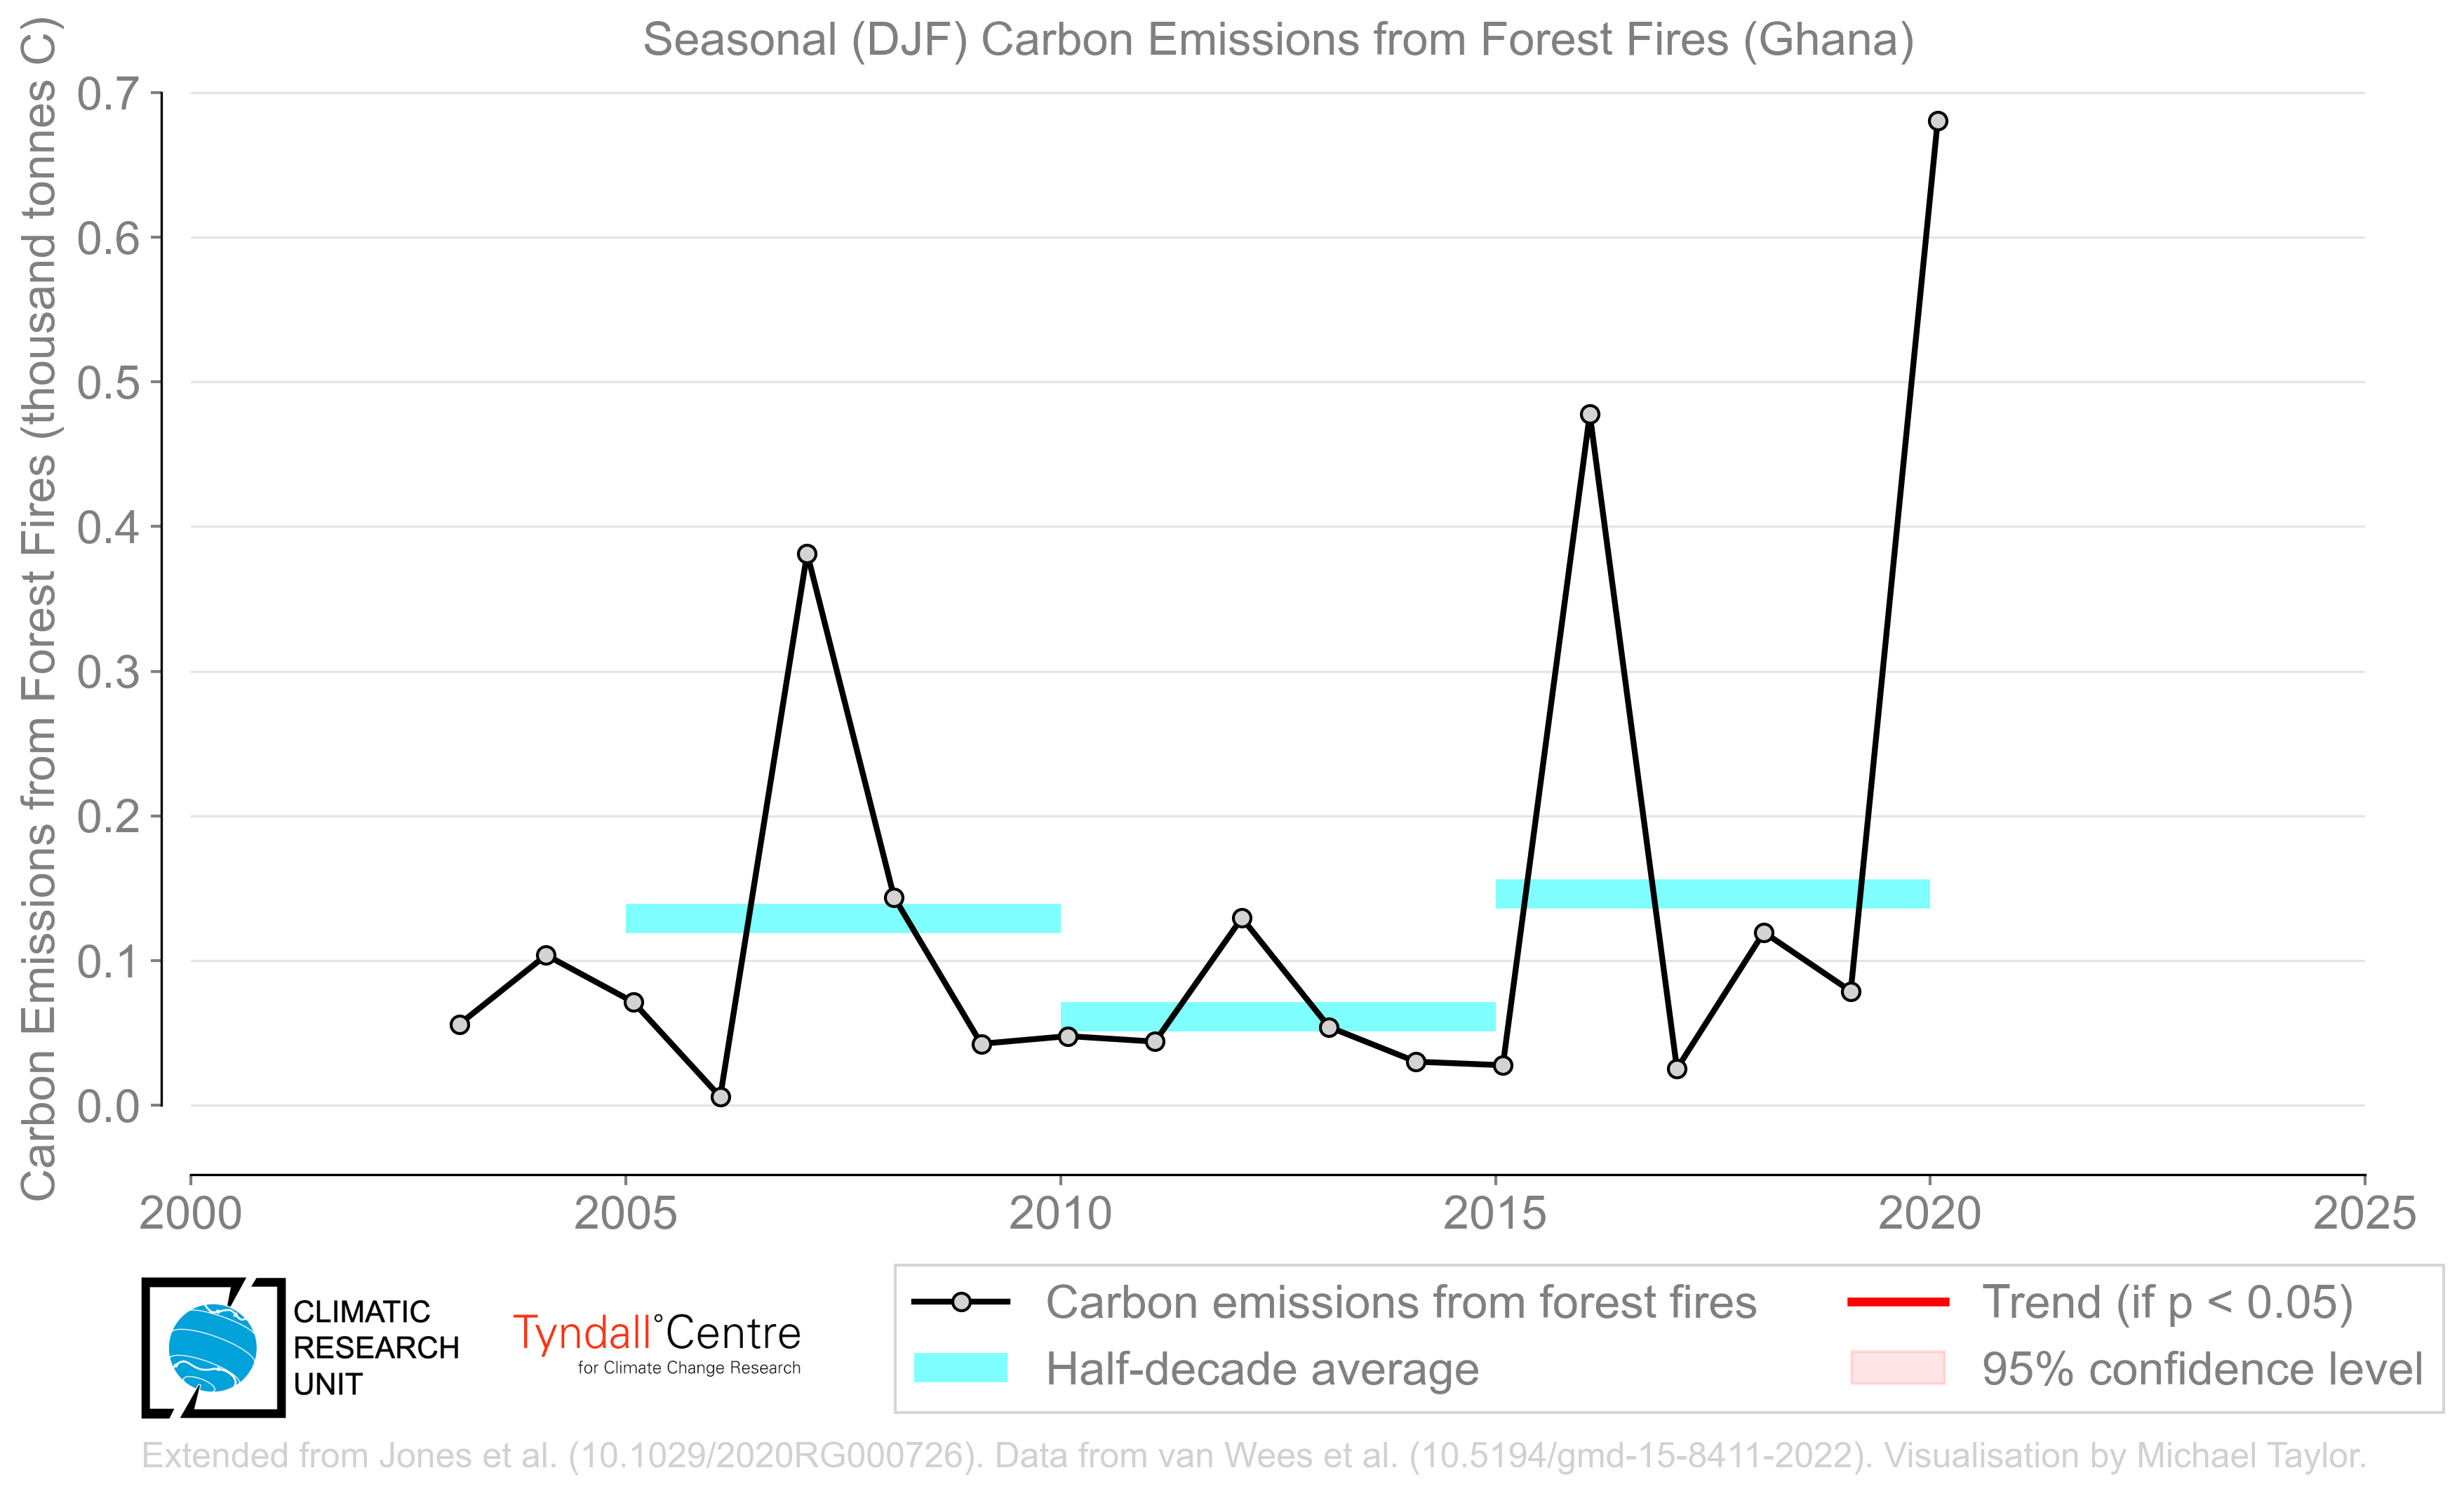 Seasonal (DJF) Carbon Emissions from Forest Fires (Ghana)
Carbon Emissions from Forest Fires (thousand tonnes C)
0.7
0.6
0.5
0.4
0.3
0.2
0.1
0.0
2000 2005 2010 2015 2020 2025
CLIMATIC
RESEARCH
UNIT
Tyndall°Centre
for Climate Change Research
Carbon emissions from forest fires
Half-decade average
Trend (if p < 0.05)
95% confidence level
Extended from Jones et al. (10.1029/2020RG000726). Data from van Wees et al. (10.5194/gmd-15-8411-2022). Visualisation by Michael Taylor.